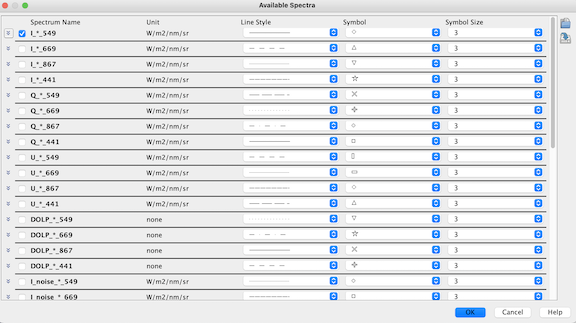 Available Spectra
Spectrum Name Unit Line Style Symbol Symbol Size
I_*_549 W/m2/nm/sr 3
I_*_669 W/m2/nm/sr 3
I_*_867 W/m2/nm/sr 3
I_*_441 W/m2/nm/sr 3
Q_*_549 W/m2/nm/sr 3
Q_*_669 W/m2/nm/sr 3
Q_*_867 W/m2/nm/sr 3
Q_*_441 W/m2/nm/sr 3
U_*_549 W/m2/nm/sr 3
U_*_669 W/m2/nm/sr 3
U_*_867 W/m2/nm/sr 3
U_*_441 W/m2/nm/sr 3
DOLP_*_549 none 3
DOLP_*_669 none 3
DOLP_*_867 none 3
DOLP_*_441 none 3
I_noise_*_549 W/m2/nm/sr 3
I_noise_*_669 W/m2/nm/sr 3
OK Cancel Help